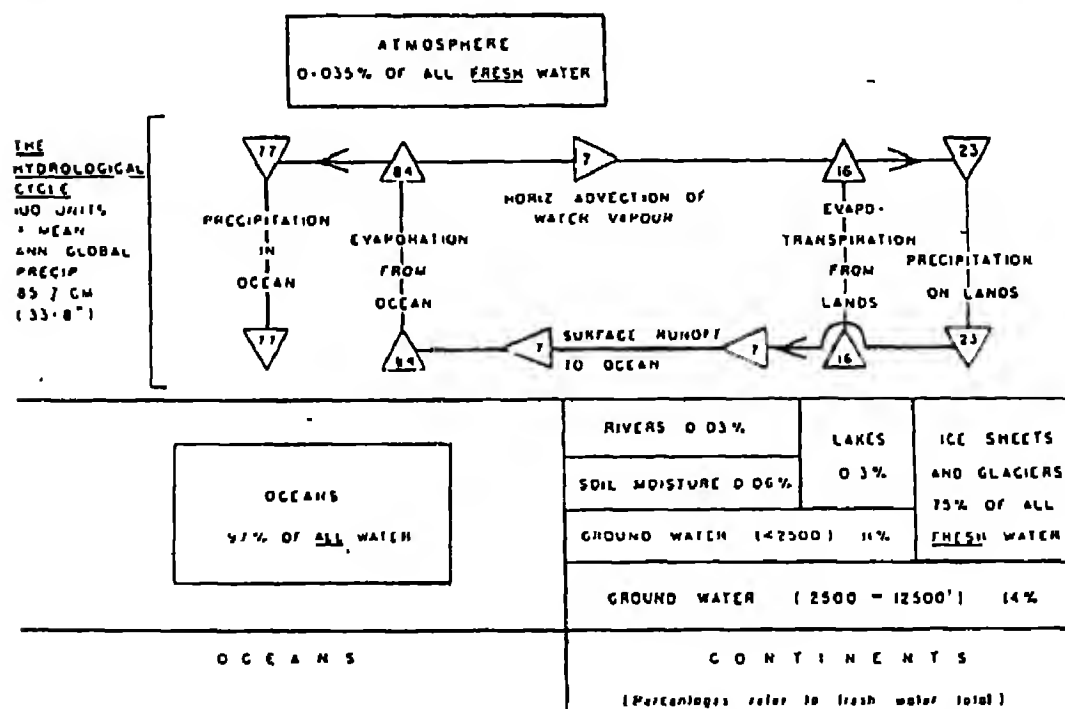 ATMOSPHERE
0.035% OF ALL FRESH WATER
THE
HYDROLOGICAL
CYCLE
100 UNITS
= MEAN
ANN GLOBAL
PRECIP
85.7 CM
(33.8")
77
84
7
16
23
HORIZ ADVECTION OF
WATER VAPOUR
PRECIPITATION
IN
OCEAN
EVAPORATION
FROM
OCEAN
EVAPO-
TRANSPIRATION
FROM
LANDS
PRECIPITATION
ON LANDS
77
84
7
SURFACE RUNOFF
TO OCEAN
7
16
23
OCEANS
97% OF ALL WATER
RIVERS 0.03%
SOIL MOISTURE 0.06%
LAKES
0.3%
GROUND WATER (<2500) 11%
ICE SHEETS
AND GLACIERS
75% OF ALL
FRESH WATER
GROUND WATER (2500 - 12500') 14%
OCEANS
CONTINENTS
(Percentages refer to fresh water total)